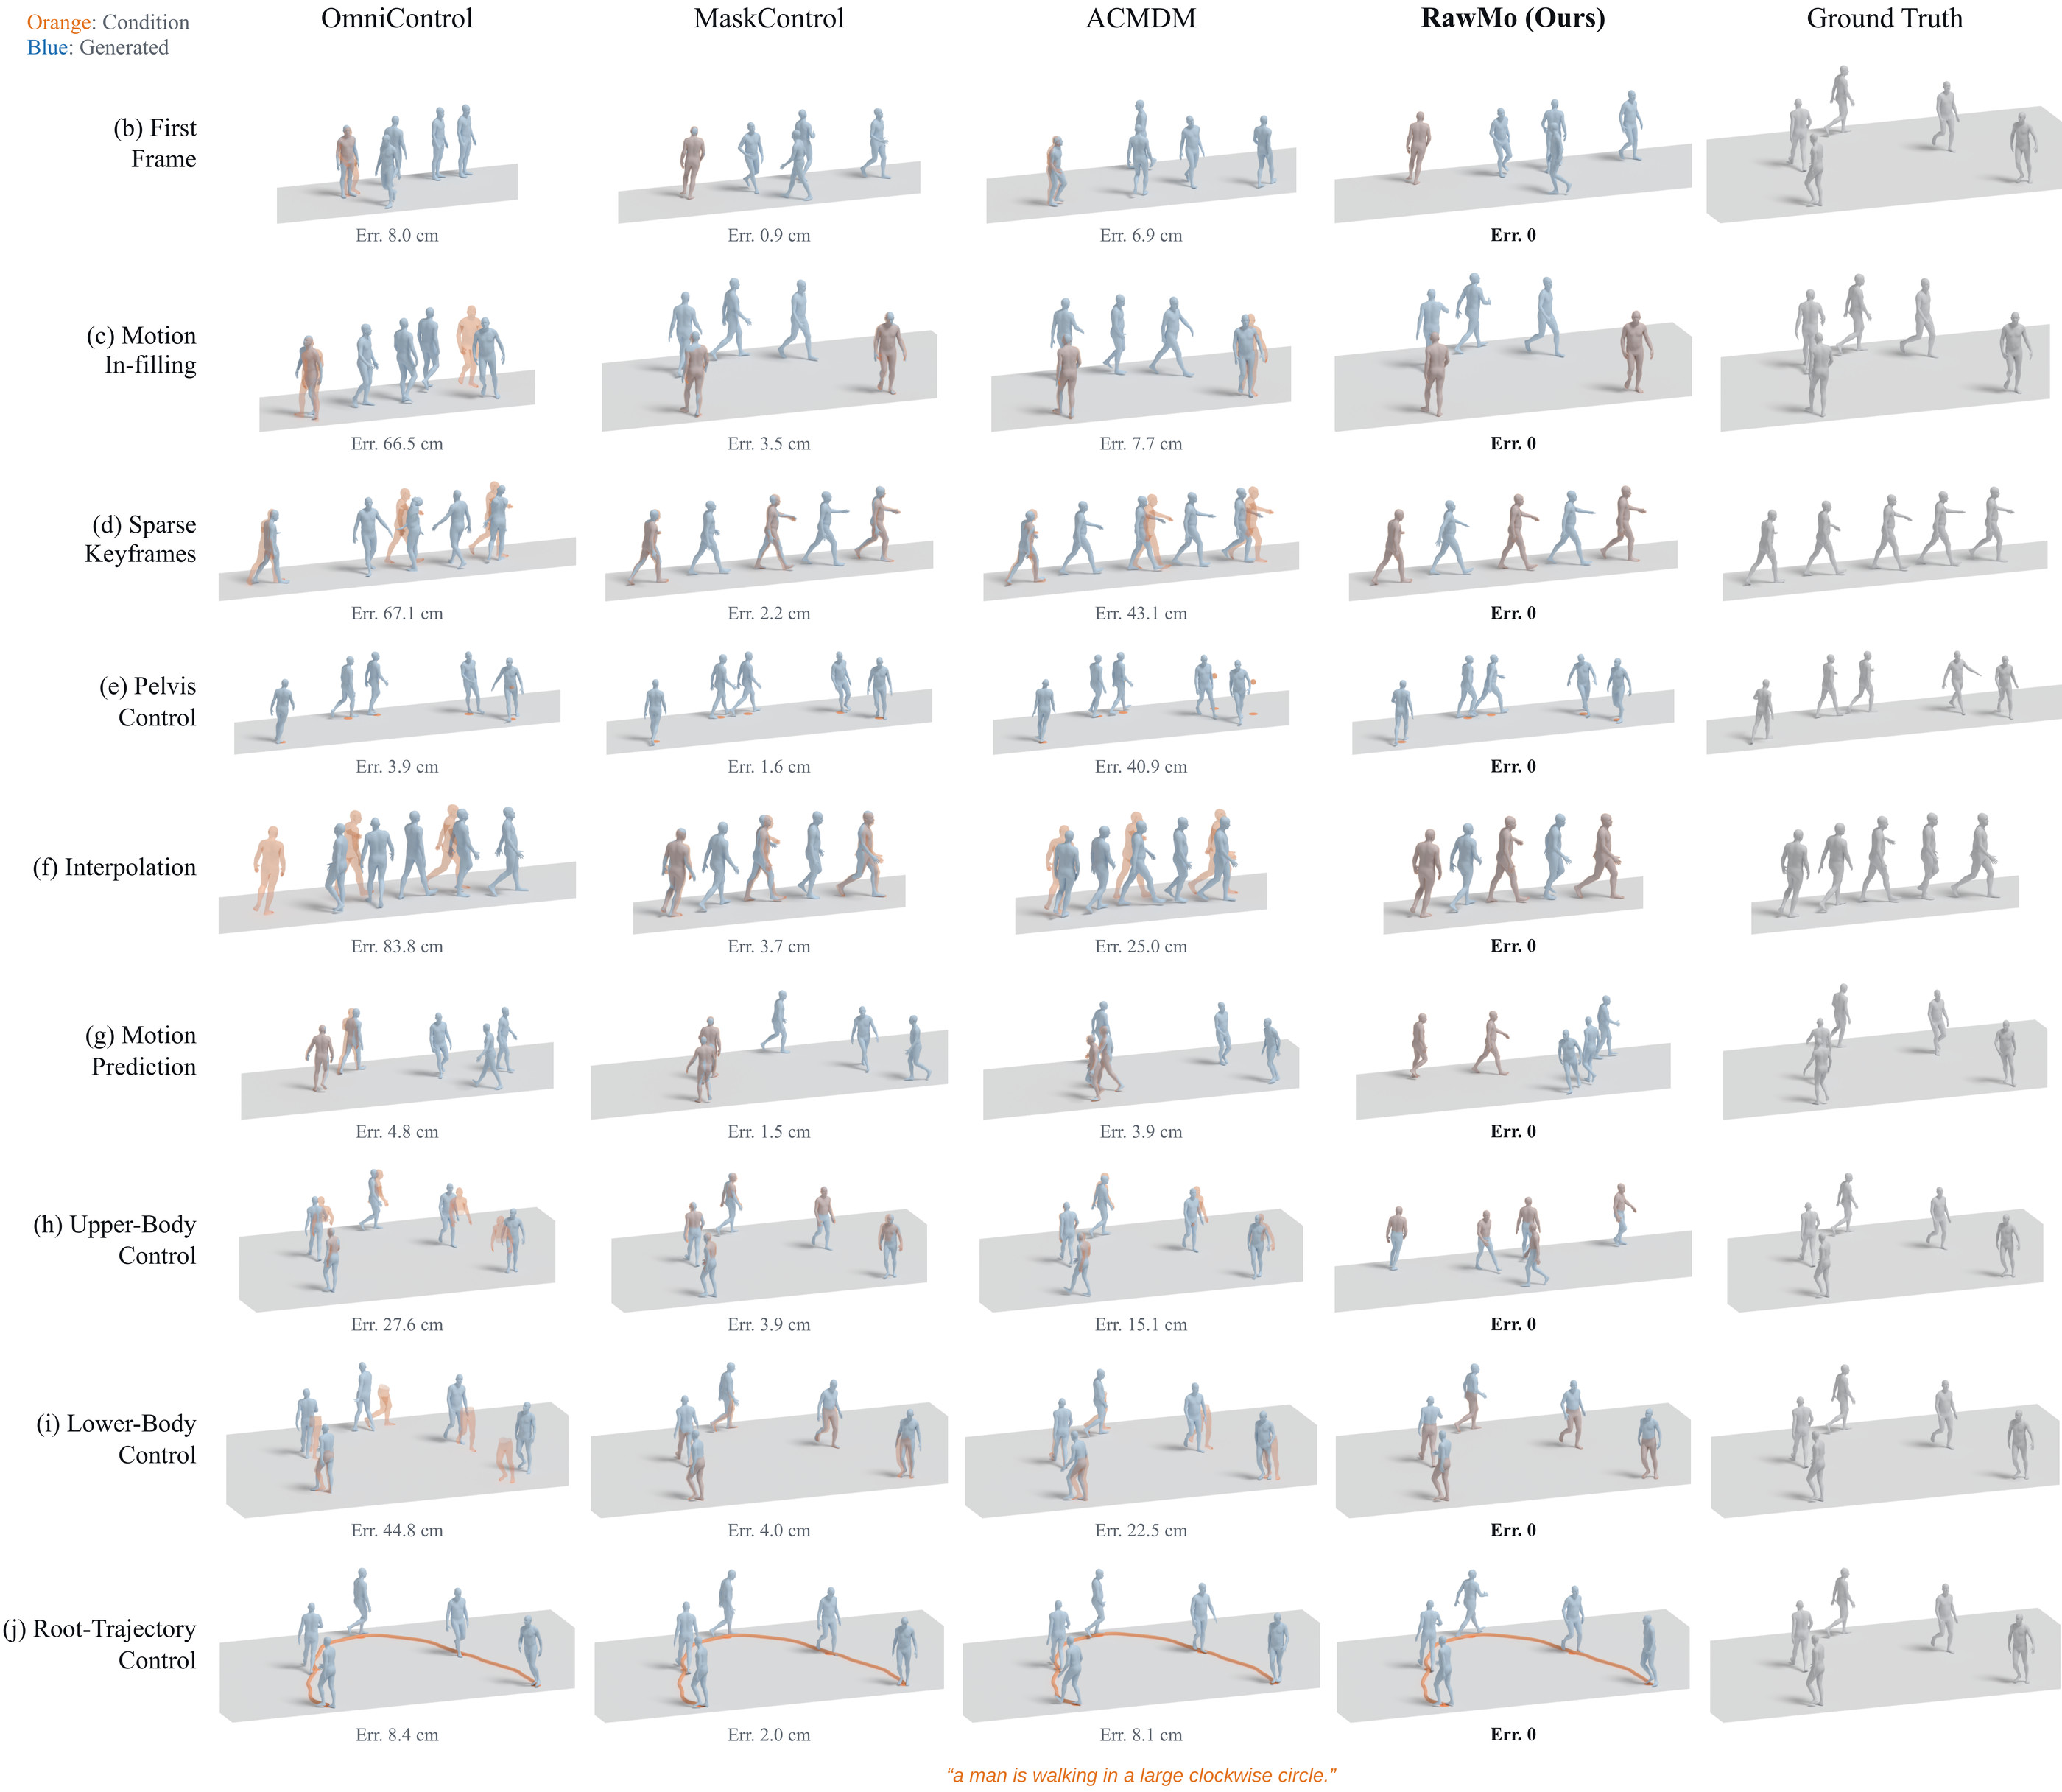 OmniControl MaskControl ACMDM RawMo (Ours) Ground Truth
Orange: Condition
Blue: Generated
(b) First
Frame
Err. 8.0 cm Err. 0.9 cm Err. 6.9 cm Err. 0
(c) Motion
In-filling
Err. 66.5 cm Err. 3.5 cm Err. 7.7 cm Err. 0
(d) Sparse
Keyframes
Err. 67.1 cm Err. 2.2 cm Err. 43.1 cm Err. 0
(e) Pelvis
Control
Err. 3.9 cm Err. 1.6 cm Err. 40.9 cm Err. 0
(f) Interpolation
Err. 83.8 cm Err. 3.7 cm Err. 25.0 cm Err. 0
(g) Motion
Prediction
Err. 4.8 cm Err. 1.5 cm Err. 3.9 cm Err. 0
(h) Upper-Body
Control
Err. 27.6 cm Err. 3.9 cm Err. 15.1 cm Err. 0
(i) Lower-Body
Control
Err. 44.8 cm Err. 4.0 cm Err. 22.5 cm Err. 0
(j) Root-Trajectory
Control
Err. 8.4 cm Err. 2.0 cm Err. 8.1 cm Err. 0
“a man is walking in a large clockwise circle.”